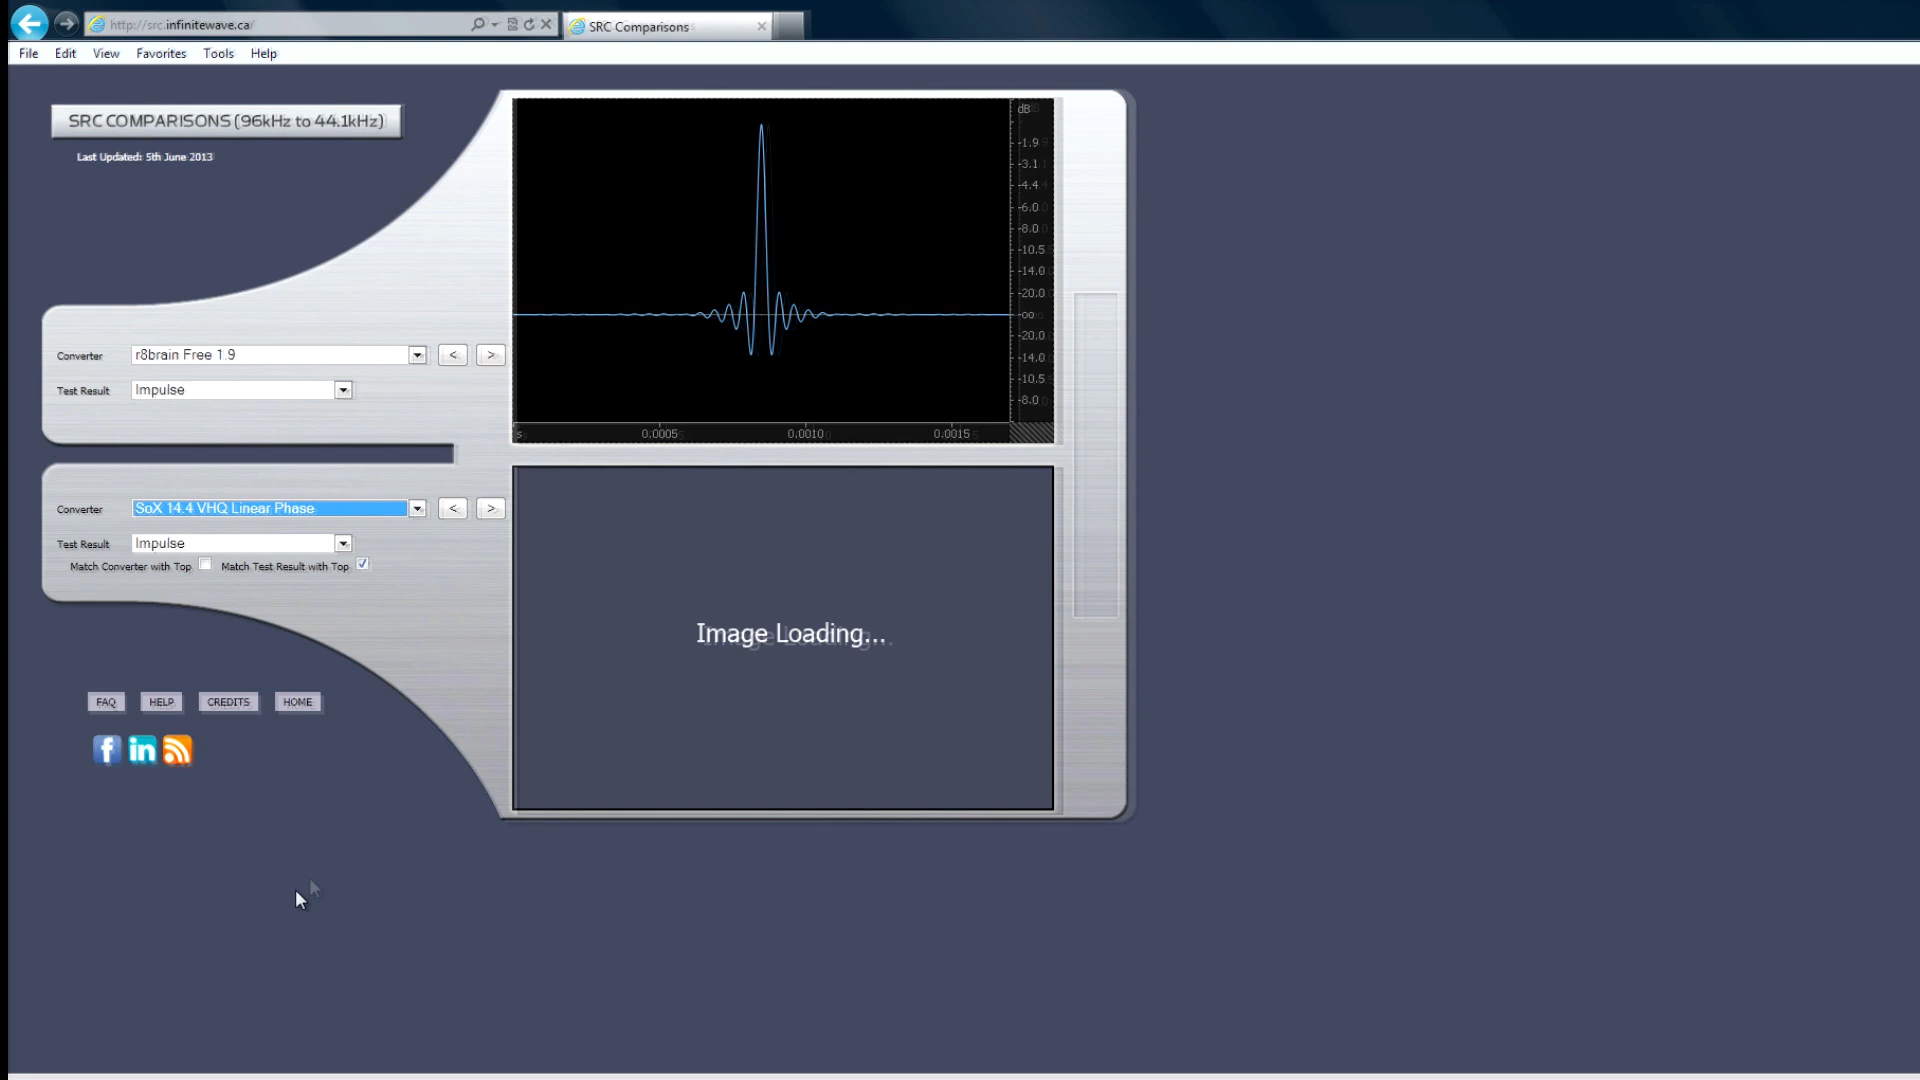 http://src.infinitewave.ca/
SRC Comparisons
File Edit View Favorites Tools Help
SRC COMPARISONS (96kHz to 44.1kHz)
Last Updated: 5th June 2013
Converter r8brain Free 1.9 < >
Test Result Impulse
dB
-1.9
-3.1
-4.4
-6.0
-8.0
-10.5
-14.0
-20.0
-oo
-20.0
-14.0
-10.5
-8.0
s 0.0005 0.0010 0.0015
Converter SoX 14.4 VHQ Linear Phase < >
Test Result Impulse
Match Converter with Top Match Test Result with Top
Image Loading...
FAQ HELP CREDITS HOME
f in